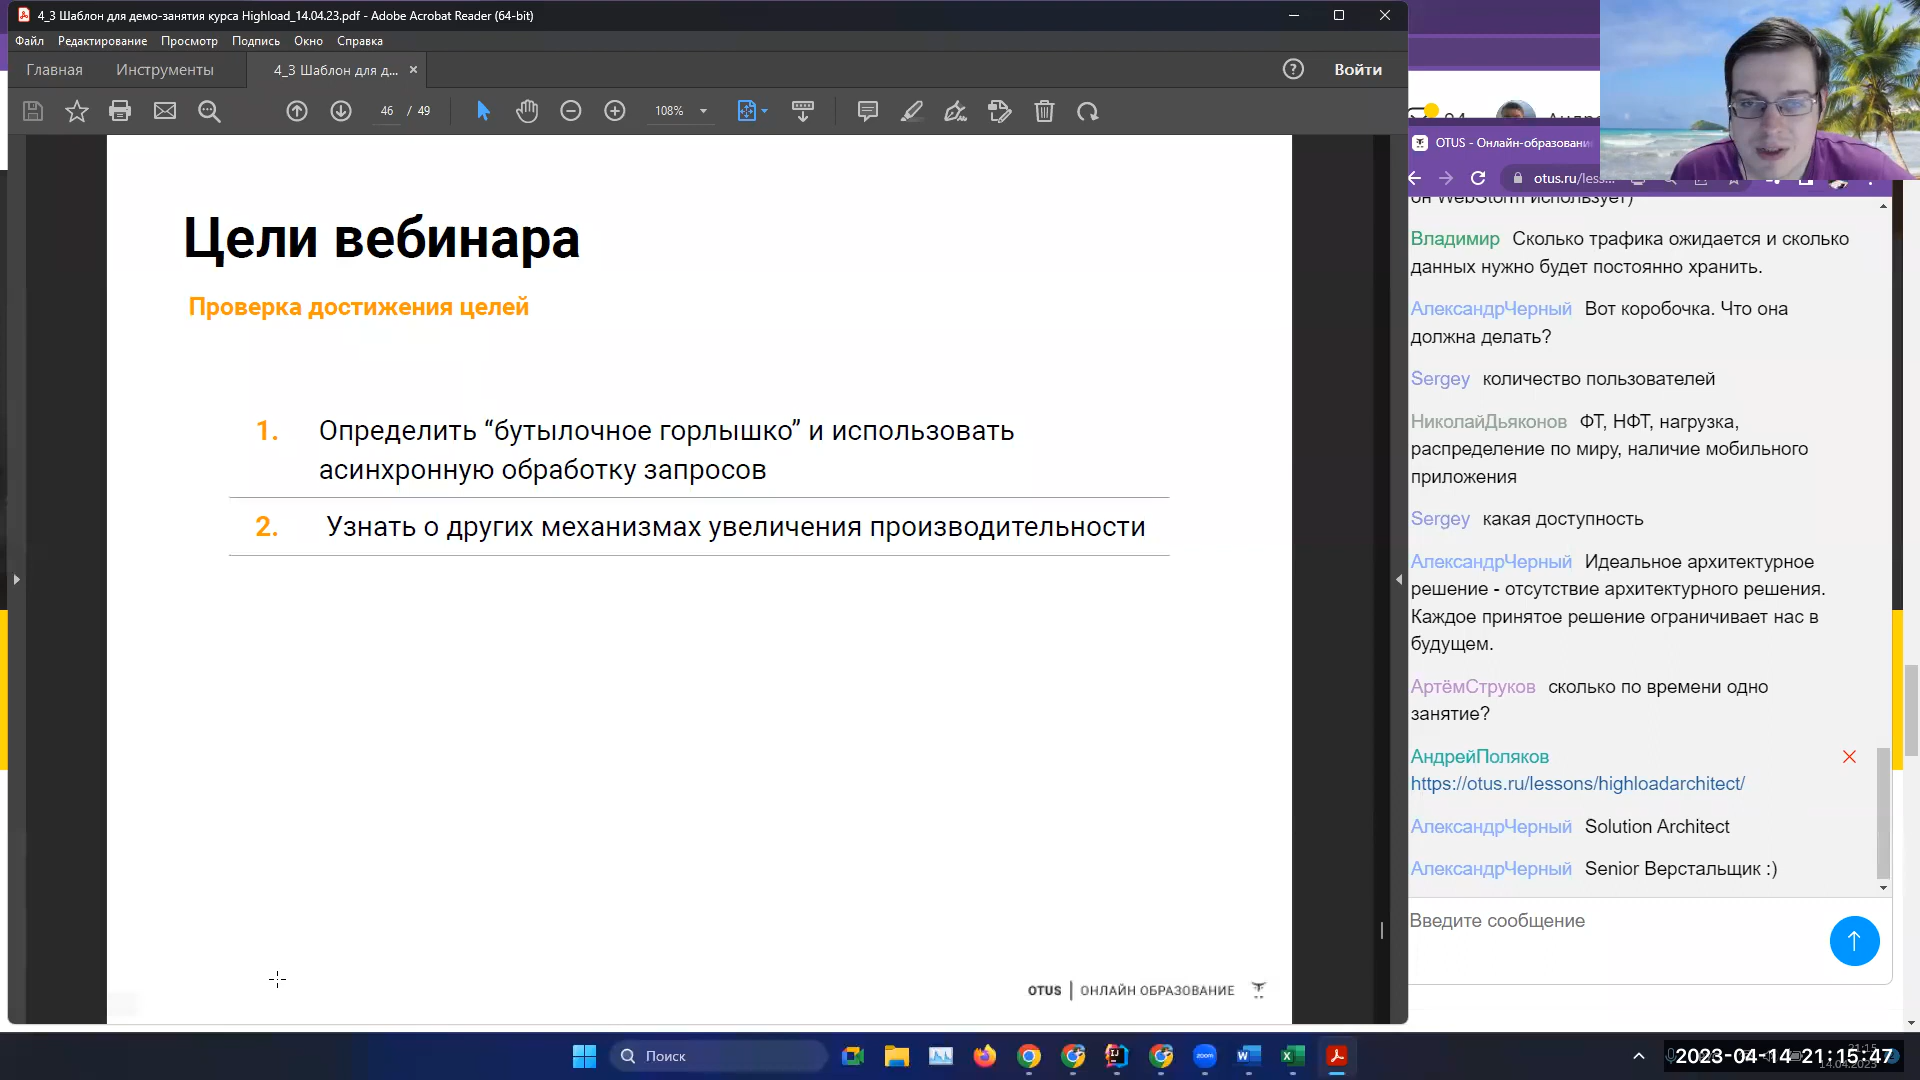 4_3 Шаблон для демо-занятия курса Highload_14.04.23.pdf - Adobe Acrobat Reader (64-bit)
Файл Редактирование Просмотр Подпись Окно Справка
Главная Инструменты 4_3 Шаблон для д... × Войти
46 / 49 108%
Цели вебинара
Проверка достижения целей
1. Определить “бутылочное горлышко” и использовать
асинхронную обработку запросов
2. Узнать о других механизмах увеличения производительности
OTUS | ОНЛАЙН ОБРАЗОВАНИЕ
OTUS - Онлайн-образовани
otus.ru/less...
он WebStorm использует)
Владимир Сколько трафика ожидается и сколько
данных нужно будет постоянно хранить.
АлександрЧерный Вот коробочка. Что она
должна делать?
Sergey количество пользователей
НиколайДьяконов ФТ, НФТ, нагрузка,
распределение по миру, наличие мобильного
приложения
Sergey какая доступность
АлександрЧерный Идеальное архитектурное
решение - отсутствие архитектурного решения.
Каждое принятое решение ограничивает нас в
будущем.
АртёмСтруков сколько по времени одно
занятие?
АндрейПоляков
https://otus.ru/lessons/highloadarchitect/
АлександрЧерный Solution Architect
АлександрЧерный Senior Верстальщик :)
Введите сообщение
Поиск
zoom
2023-04-14 21:15:47